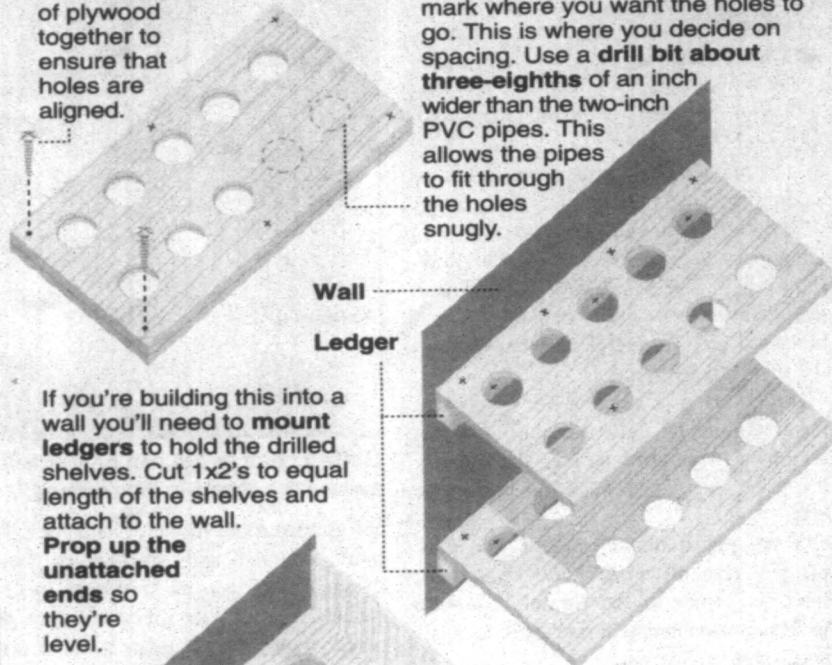 of plywood
together to
ensure that
holes are
aligned.
mark where you want the holes to
go. This is where you decide on
spacing. Use a drill bit about
three-eighths of an inch
wider than the two-inch
PVC pipes. This
allows the pipes
to fit through
the holes
snugly.
Wall
Ledger
If you're building this into a
wall you'll need to mount
ledgers to hold the drilled
shelves. Cut 1x2's to equal
length of the shelves and
attach to the wall.
Prop up the
unattached
ends so
they're
level.